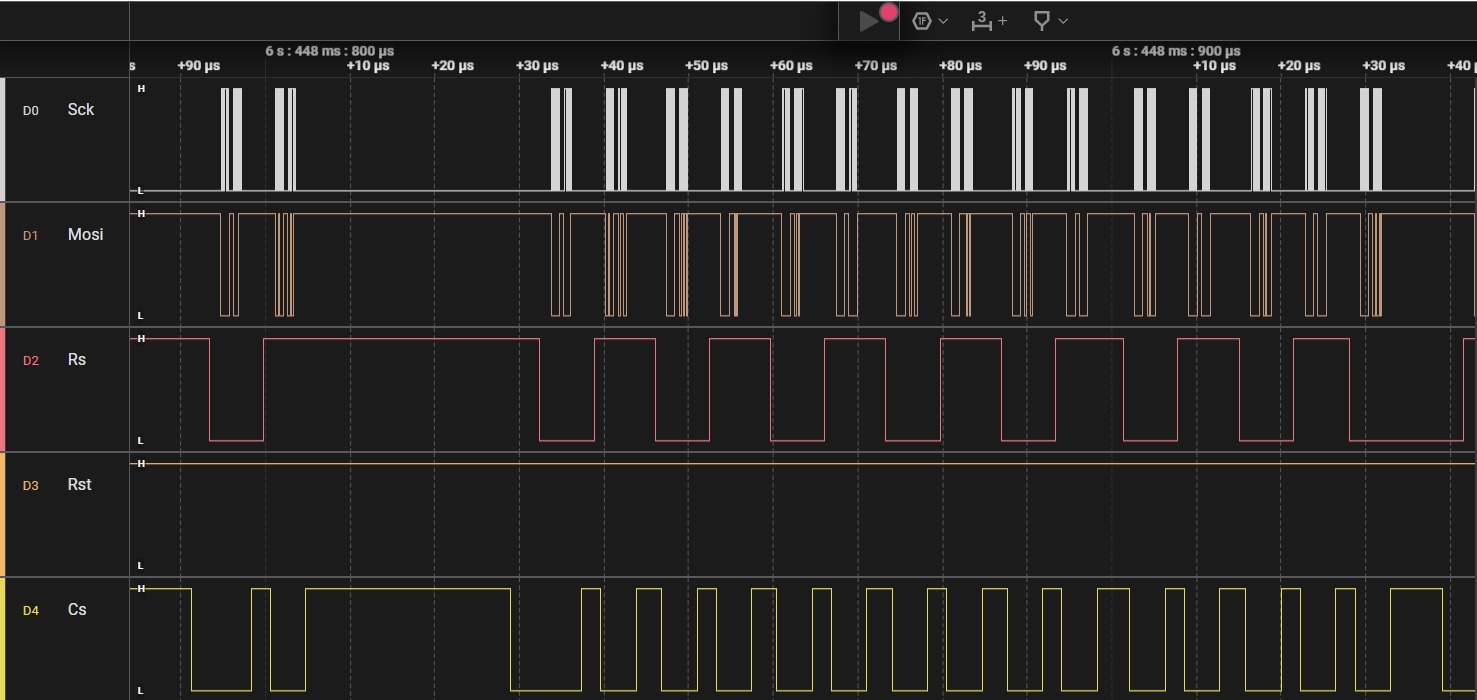 1F 3 +
6 s : 448 ms : 800 µs 6 s : 448 ms : 900 µs
s +90 µs +10 µs +20 µs +30 µs +40 µs +50 µs +60 µs +70 µs +80 µs +90 µs +10 µs +20 µs +30 µs +40 µ
H
D0 Sck
L
H
D1 Mosi
L
H
D2 Rs
L
H
D3 Rst
L
H
D4 Cs
L